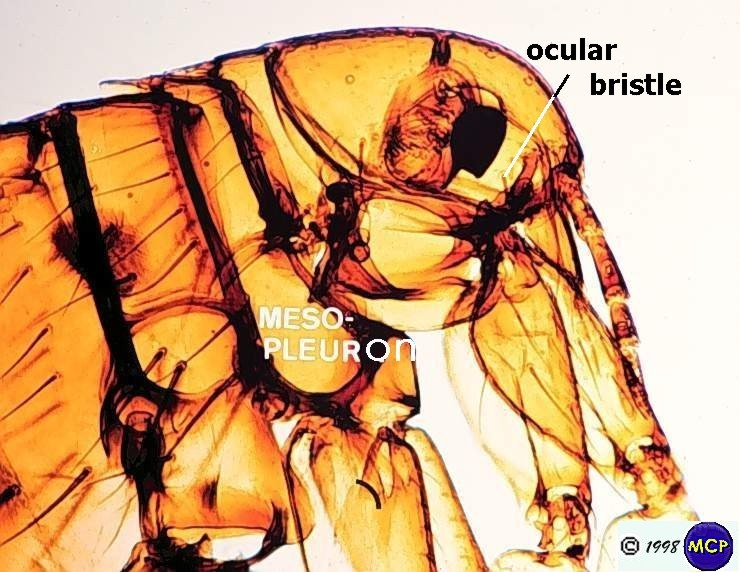 ocular
bristle
MESO-
PLEURON
© 1998 MCP